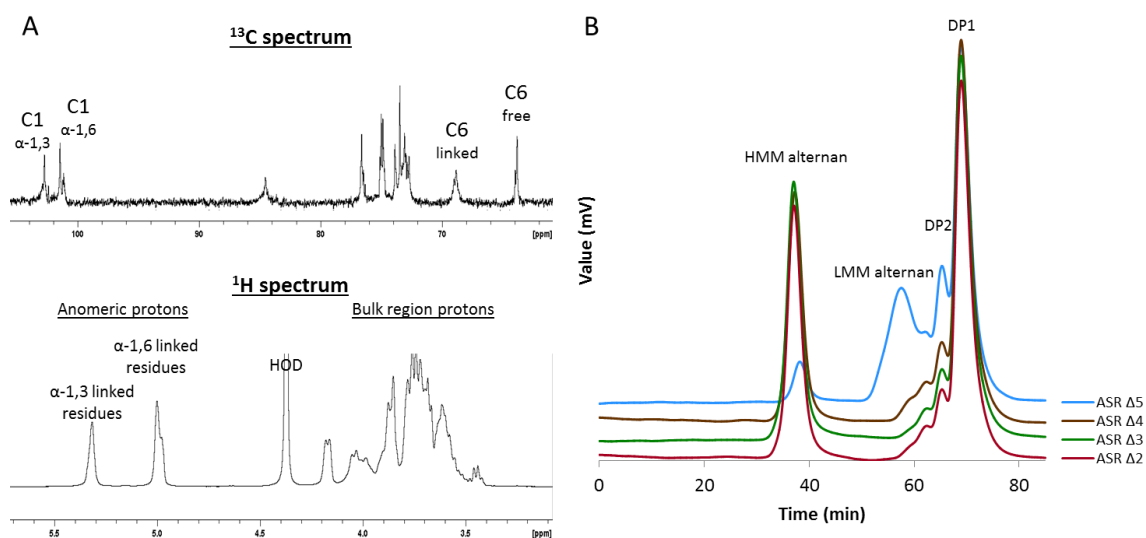 A
¹³C spectrum
C1
α-1,3
C1
α-1,6
C6
linked
C6
free
100
90
80
70
[ppm]
¹H spectrum
Anomeric protons
Bulk region protons
α-1,6 linked
residues
α-1,3 linked
residues
HOD
5.5
5.0
4.5
4.0
3.5
[ppm]
B
DP1
HMM alternan
DP2
LMM alternan
Value (mV)
ASR Δ5
ASR Δ4
ASR Δ3
ASR Δ2
0
20
40
60
80
Time (min)